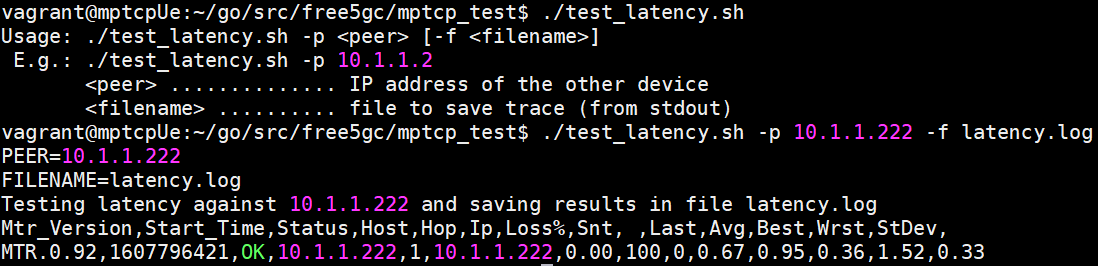 vagrant@mptcpUe:~/go/src/free5gc/mptcp_test$ ./test_latency.sh
Usage: ./test_latency.sh -p <peer> [-f <filename>]
 E.g.: ./test_latency.sh -p 10.1.1.2
       <peer> .............. IP address of the other device
       <filename> .......... file to save trace (from stdout)
vagrant@mptcpUe:~/go/src/free5gc/mptcp_test$ ./test_latency.sh -p 10.1.1.222 -f latency.log
PEER=10.1.1.222
FILENAME=latency.log
Testing latency against 10.1.1.222 and saving results in file latency.log
Mtr_Version,Start_Time,Status,Host,Hop,Ip,Loss%,Snt, ,Last,Avg,Best,Wrst,StDev,
MTR.0.92,1607796421,OK,10.1.1.222,1,10.1.1.222,0.00,100,0,0.67,0.95,0.36,1.52,0.33